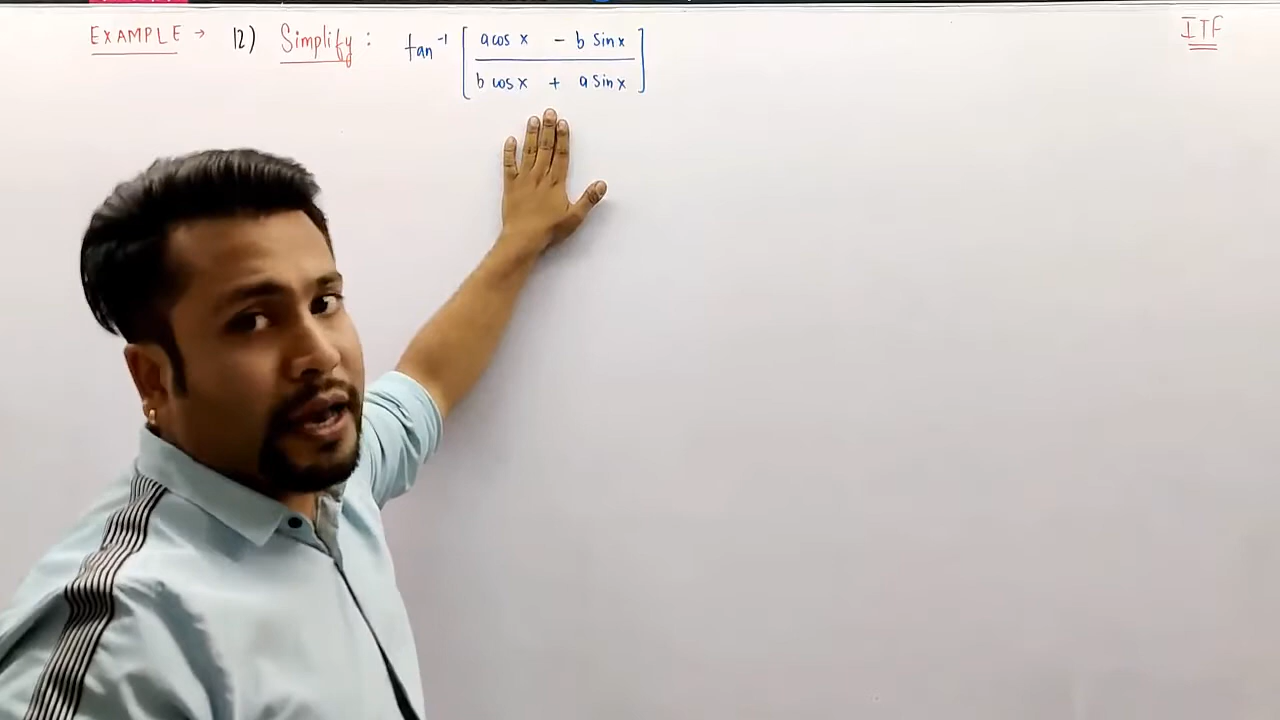 EXAMPLE → 12) Simplify : tan⁻¹ [ (a cos x - b sin x) / (b cos x + a sin x) ]
ITF